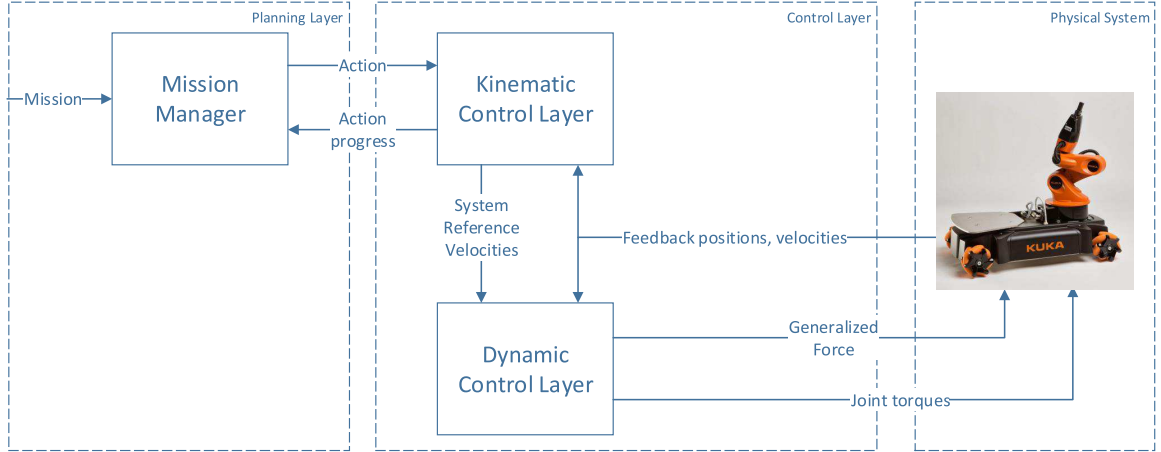 Planning Layer
Control Layer
Physical System
Mission
Mission
Manager
Action
Action
progress
Kinematic
Control Layer
System
Reference
Velocities
Feedback positions, velocities
KUKA
Dynamic
Control Layer
Generalized
Force
Joint torques